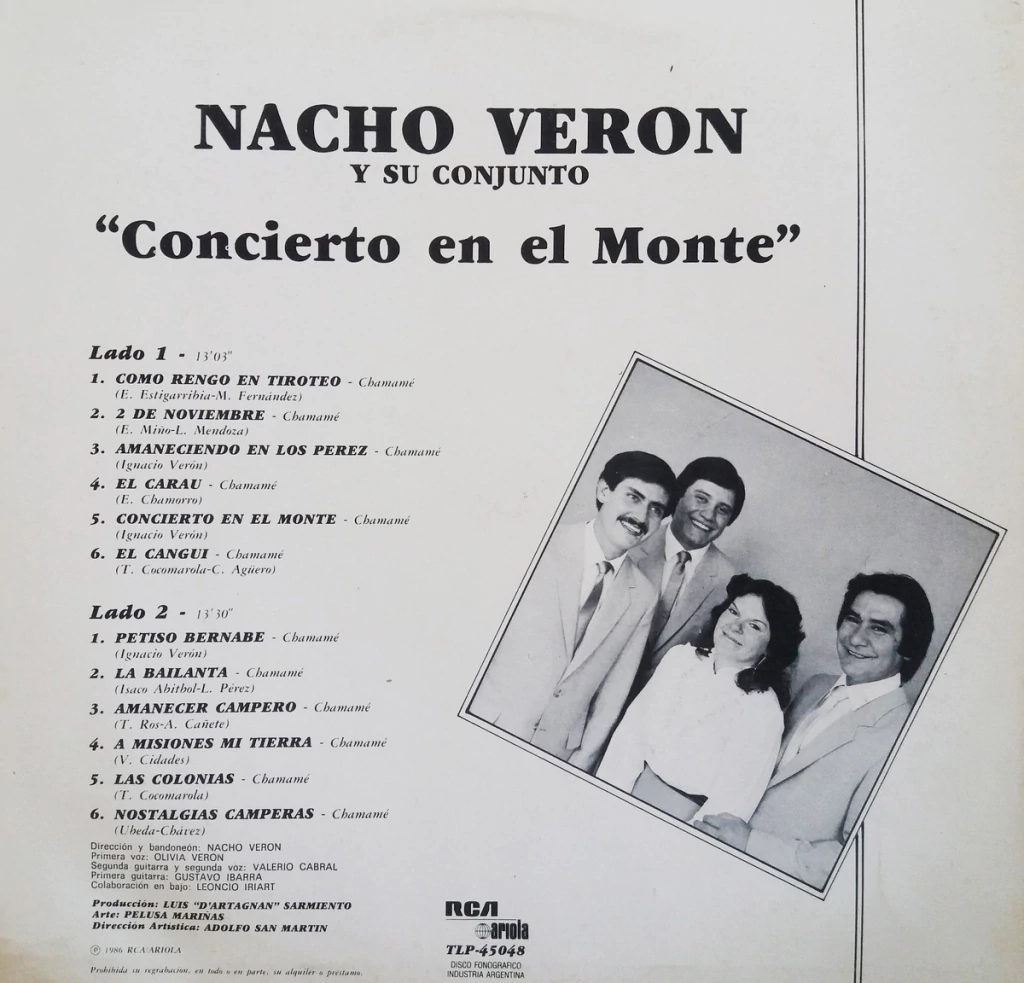 NACHO VERON
Y SU CONJUNTO
“Concierto en el Monte”
Lado 1 - 13'03"
1. COMO RENGO EN TIROTEO - Chamamé
(E. Estigarribia-M. Fernández)
2. 2 DE NOVIEMBRE - Chamamé
(E. Miño-L. Mendoza)
3. AMANECIENDO EN LOS PEREZ - Chamamé
(Ignacio Verón)
4. EL CARAU - Chamamé
(E. Chamorro)
5. CONCIERTO EN EL MONTE - Chamamé
(Ignacio Verón)
6. EL CANGUI - Chamamé
(T. Cocomarola-C. Agüero)
Lado 2 - 13'30"
1. PETISO BERNABE - Chamamé
(Ignacio Verón)
2. LA BAILANTA - Chamamé
(Isaco Abitbol-L. Pérez)
3. AMANECER CAMPERO - Chamamé
(T. Ros-A. Cañete)
4. A MISIONES MI TIERRA - Chamamé
(V. Cidades)
5. LAS COLONIAS - Chamamé
(T. Cocomarola)
6. NOSTALGIAS CAMPERAS - Chamamé
(Ubeda-Chávez)
Dirección y bandoneón: NACHO VERON
Primera voz: OLIVIA VERON
Segunda guitarra y segunda voz: VALERIO CABRAL
Primera guitarra: GUSTAVO IBARRA
Colaboración en bajo: LEONCIO IRIART
Producción: LUIS "D'ARTAGNAN" SARMIENTO
Arte: PELUSA MARIÑAS
Dirección Artística: ADOLFO SAN MARTIN
Ⓟ 1986 RCA/ARIOLA
Prohibida su regrabación, en todo o en parte, su alquiler o préstamo.
RCA
ariola
TLP-45048
DISCO FONOGRAFICO
INDUSTRIA ARGENTINA